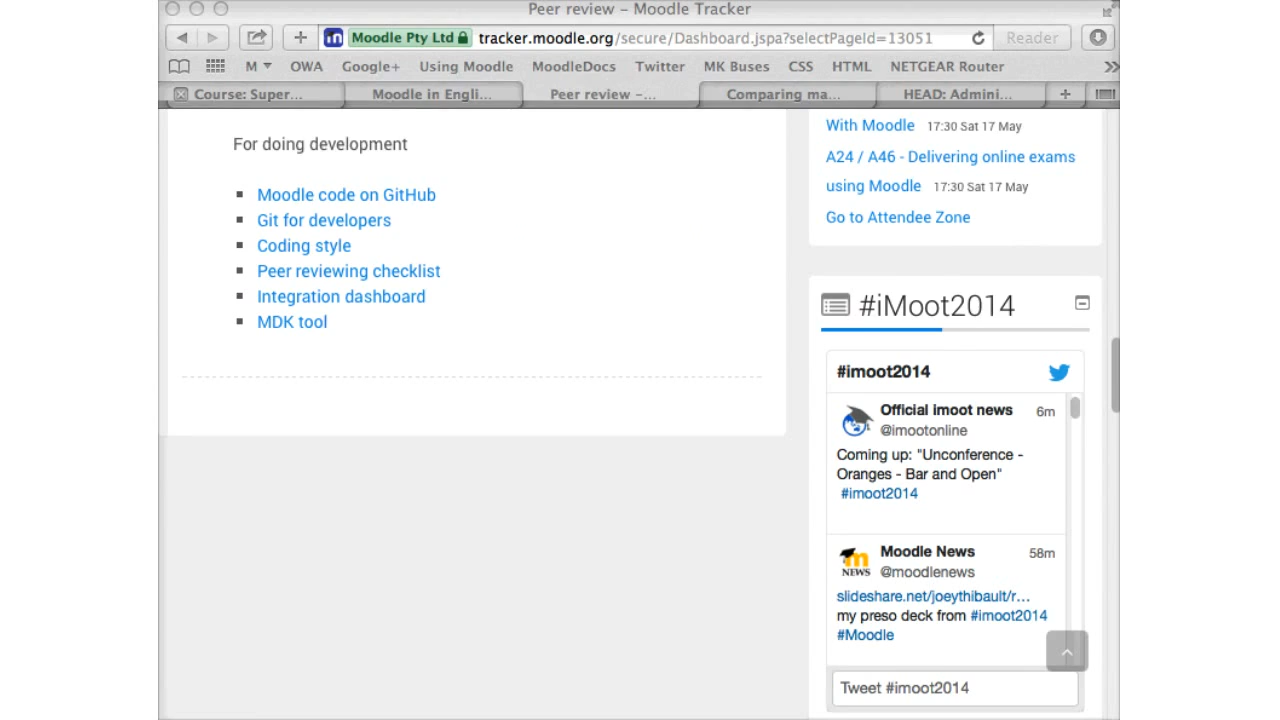 Peer review – Moodle Tracker
Moodle Pty Ltd tracker.moodle.org/secure/Dashboard.jspa?selectPageId=13051 Reader
M OWA Google+ Using Moodle MoodleDocs Twitter MK Buses CSS HTML NETGEAR Router
Course: Super... Moodle in Engli... Peer review –... Comparing ma... HEAD: Admini...
For doing development
Moodle code on GitHub
Git for developers
Coding style
Peer reviewing checklist
Integration dashboard
MDK tool
With Moodle 17:30 Sat 17 May
A24 / A46 - Delivering online exams
using Moodle 17:30 Sat 17 May
Go to Attendee Zone
#iMoot2014
#imoot2014
Official imoot news 6m
@imootonline
Coming up: "Unconference -
Oranges - Bar and Open"
#imoot2014
Moodle News 58m
NEWS @moodlenews
slideshare.net/joeythibault/r...
my preso deck from #imoot2014
#Moodle
Tweet #imoot2014